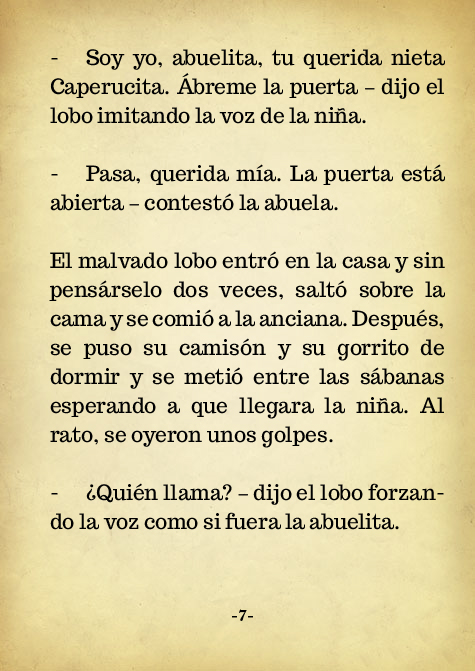 - Soy yo, abuelita, tu querida nieta
Caperucita. Ábreme la puerta – dijo el
lobo imitando la voz de la niña.
- Pasa, querida mía. La puerta está
abierta – contestó la abuela.
El malvado lobo entró en la casa y sin
pensárselo dos veces, saltó sobre la
cama y se comió a la anciana. Después,
se puso su camisón y su gorrito de
dormir y se metió entre las sábanas
esperando a que llegara la niña. Al
rato, se oyeron unos golpes.
- ¿Quién llama? – dijo el lobo forzan-
do la voz como si fuera la abuelita.
-7-